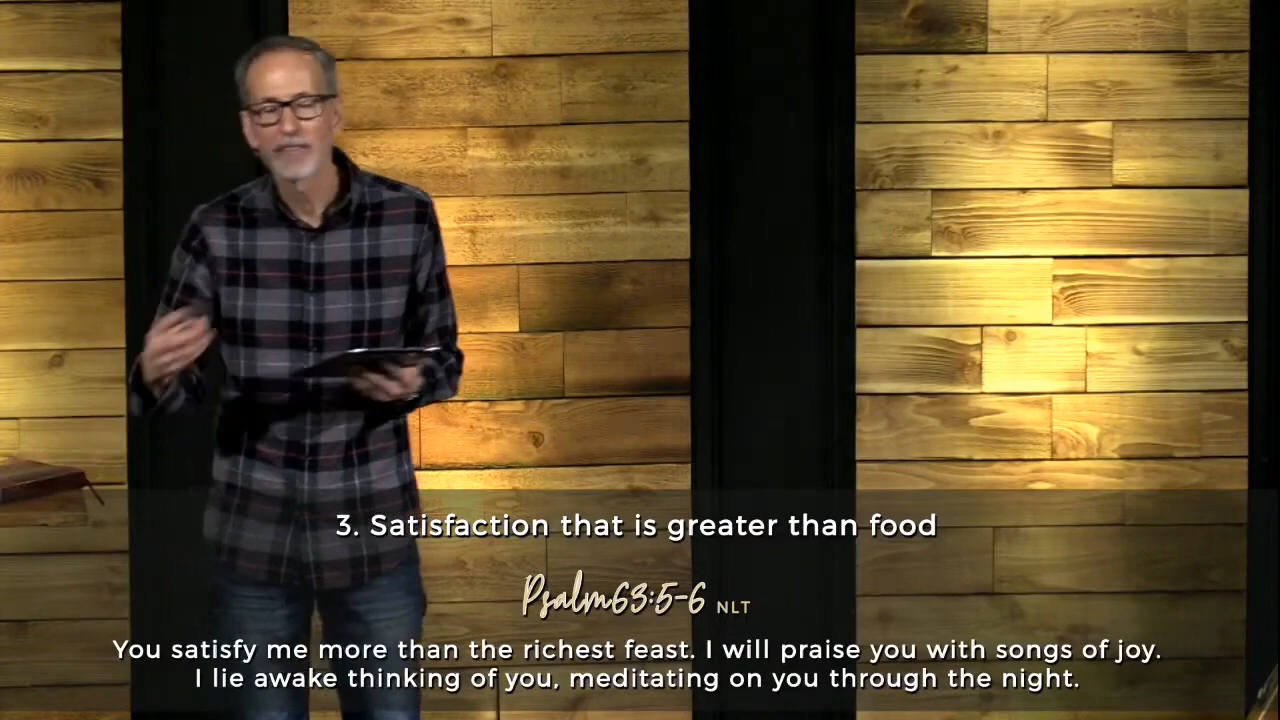 3. Satisfaction that is greater than food
Psalm63:5-6 NLT
You satisfy me more than the richest feast. I will praise you with songs of joy.
I lie awake thinking of you, meditating on you through the night.